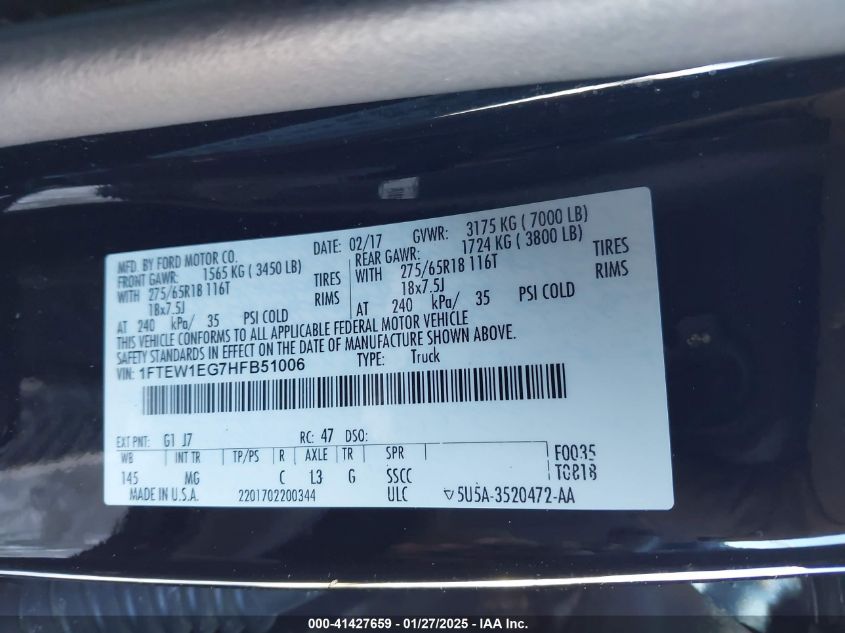 MFD. BY FORD MOTOR CO.
DATE: 02/17
GVWR: 3175 KG ( 7000 LB)
FRONT GAWR: 1565 KG ( 3450 LB)
REAR GAWR: 1724 KG ( 3800 LB)
WITH 275/65R18 116T TIRES
WITH 275/65R18 116T TIRES
18x7.5J RIMS
18x7.5J RIMS
AT 240 kPa/ 35 PSI COLD
AT 240 kPa/ 35 PSI COLD
THIS VEHICLE CONFORMS TO ALL APPLICABLE FEDERAL MOTOR VEHICLE
SAFETY STANDARDS IN EFFECT ON THE DATE OF MANUFACTURE SHOWN ABOVE.
VIN: 1FTEW1EG7HFB51006
TYPE: Truck
EXT PNT: G1 J7 RC: 47 DSO:
WB INT TR TP/PS R AXLE TR SPR F0035
145 MG C L3 G SSCC T0818
MADE IN U.S.A. 2201702200344 ULC ▽5U5A-3520472-AA
000-41427659 - 01/27/2025 - IAA Inc.